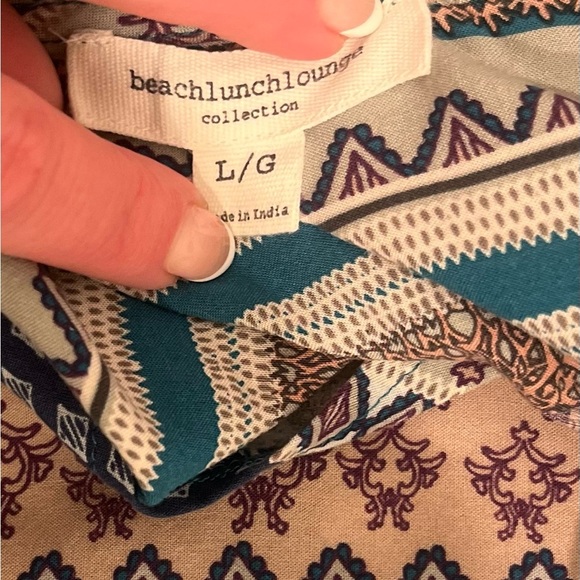 beachlunchlounge
collection
L/G
in India